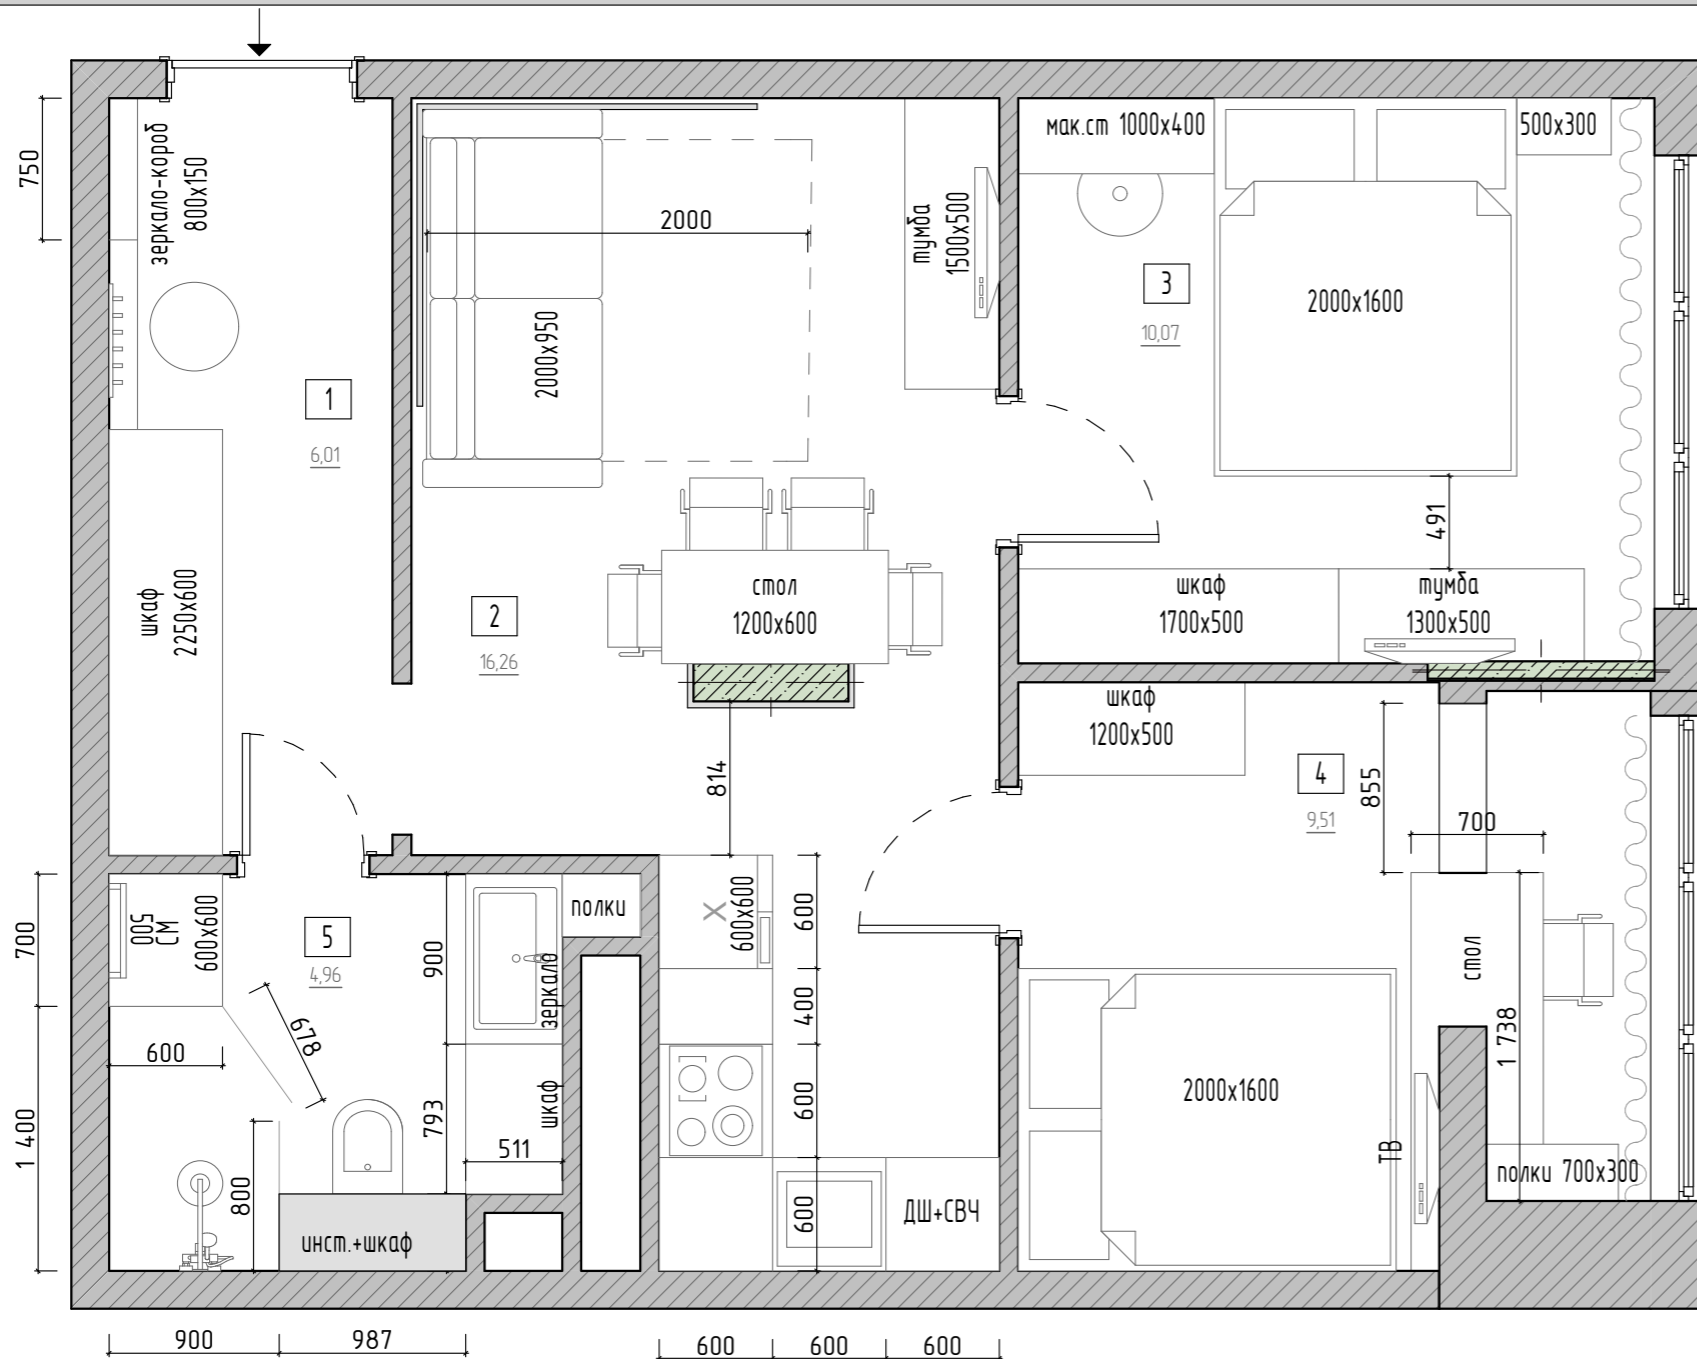 750
зеркало-короб
800x150
1
6,01
шкаф
2250x600
2000
2000x950
тумба
1500x500
2
16,26
стол
1200x600
814
мак.ст 1000x400
500x300
3
10,07
2000x1600
491
шкаф
1700x500
тумба
1300x500
шкаф
1200x500
4
9,51
855
700
стол
1 738
2000x1600
ТВ
полки 700x300
700
1 400
500
СМ
600x600
5
4,96
678
600
800
900
793
511
зеркало
шкаф
полки
инст.+шкаф
Х
600x600
600
400
600
600
ДШ+СВЧ
900
987
600
600
600